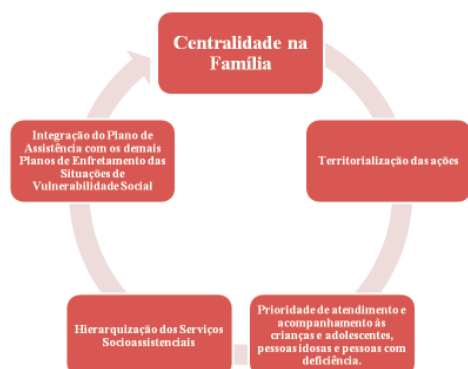 Centralidade na
Família
Territorialização das ações
Prioridade de atendimento e
acompanhamento às
crianças e adolescentes,
pessoas idosas e pessoas com
deficiência.
Hierarquização dos Serviços
Socioassistenciais
Integração do Plano de
Assistência com os demais
Planos de Enfretamento das
Situações de
Vulnerabilidade Social